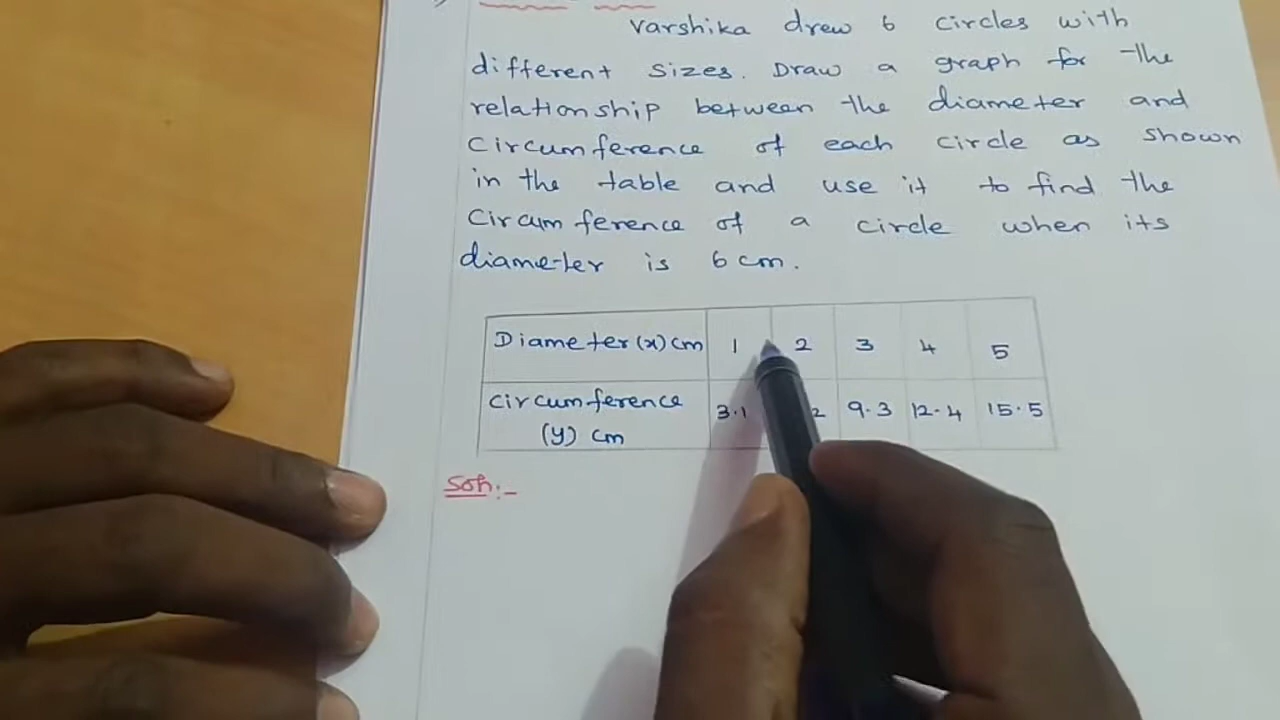 Varshika drew 6 circles with
different sizes. Draw a graph for the
relationship between the diameter and
Circumference of each circle as shown
in the table and use it to find the
Circumference of a circle when its
diameter is 6 cm.
Diameter (x) cm 1 2 3 4 5
Circumference 3.1 9.3 12.4 15.5
(y) cm
Soln:-